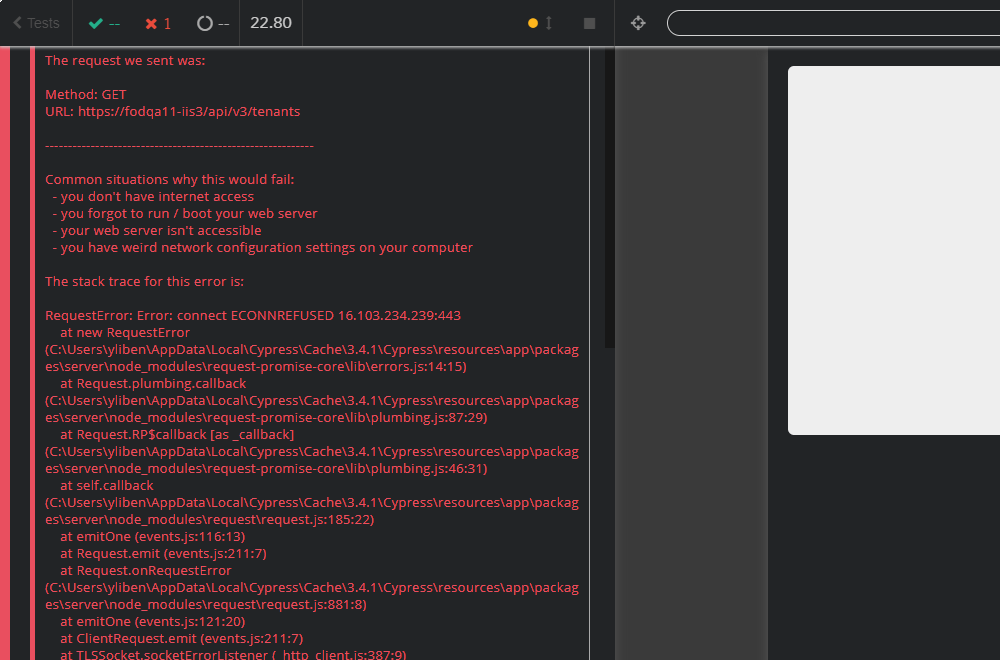 Tests
--
1
--
22.80
The request we sent was:
Method: GET
URL: https://fodqa11-iis3/api/v3/tenants
------------------------------------------------------------
Common situations why this would fail:
- you don't have internet access
- you forgot to run / boot your web server
- your web server isn't accessible
- you have weird network configuration settings on your computer
The stack trace for this error is:
RequestError: Error: connect ECONNREFUSED 16.103.234.239:443
at new RequestError
(C:\Users\yliben\AppData\Local\Cypress\Cache\3.4.1\Cypress\resources\app\packag
es\server\node_modules\request-promise-core\lib\errors.js:14:15)
at Request.plumbing.callback
(C:\Users\yliben\AppData\Local\Cypress\Cache\3.4.1\Cypress\resources\app\packag
es\server\node_modules\request-promise-core\lib\plumbing.js:87:29)
at Request.RP$callback [as _callback]
(C:\Users\yliben\AppData\Local\Cypress\Cache\3.4.1\Cypress\resources\app\packag
es\server\node_modules\request-promise-core\lib\plumbing.js:46:31)
at self.callback
(C:\Users\yliben\AppData\Local\Cypress\Cache\3.4.1\Cypress\resources\app\packag
es\server\node_modules\request\request.js:185:22)
at emitOne (events.js:116:13)
at Request.emit (events.js:211:7)
at Request.onRequestError
(C:\Users\yliben\AppData\Local\Cypress\Cache\3.4.1\Cypress\resources\app\packag
es\server\node_modules\request\request.js:881:8)
at emitOne (events.js:121:20)
at ClientRequest.emit (events.js:211:7)
at TLSSocket.socketErrorListener (_http_client.js:387:9)